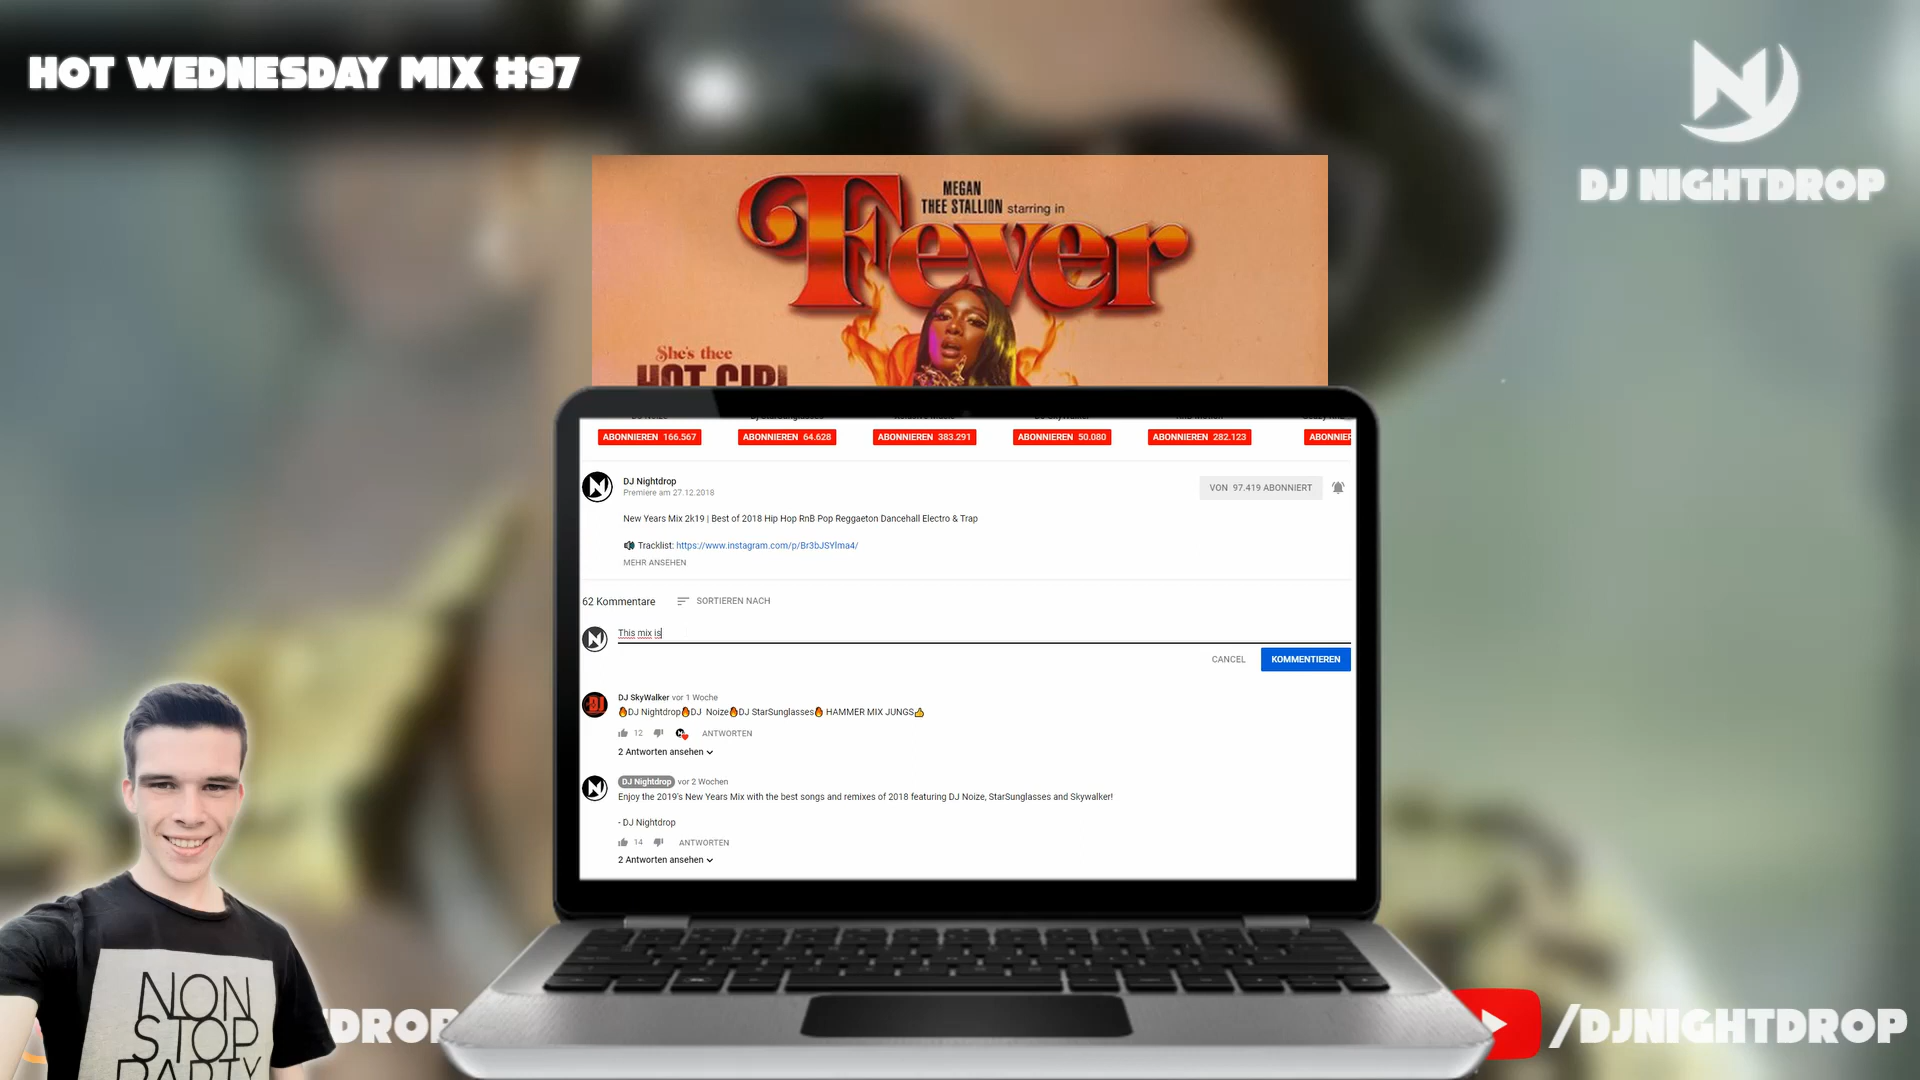 HOT WEDNESDAY MIX #97
DJ NIGHTDROP
MEGAN
THEE STALLION starring in
Fever
She's thee
HOT GIRL
ABONNIEREN 166.567
ABONNIEREN 64.628
ABONNIEREN 383.291
ABONNIEREN 50.080
ABONNIEREN 282.123
DJ Nightdrop
Premiere am 27.12.2018
VON 97.419 ABONNIERT
New Years Mix 2k19 | Best of 2018 Hip Hop RnB Pop Reggaeton Dancehall Electro & Trap
Tracklist: https://www.instagram.com/p/Br3bJSYlma4/
MEHR ANSEHEN
62 Kommentare
SORTIEREN NACH
This mix is
CANCEL
KOMMENTIEREN
DJ SkyWalker vor 1 Woche
🔥DJ Nightdrop🔥DJ Noize🔥DJ StarSunglasses🔥 HAMMER MIX JUNGS👍
12
ANTWORTEN
2 Antworten ansehen
DJ Nightdrop vor 2 Wochen
Enjoy the 2019's New Years Mix with the best songs and remixes of 2018 featuring DJ Noize, StarSunglasses and Skywalker!
- DJ Nightdrop
14
ANTWORTEN
2 Antworten ansehen
NON
STOP
PARTY
DROP
/DJNIGHTDROP